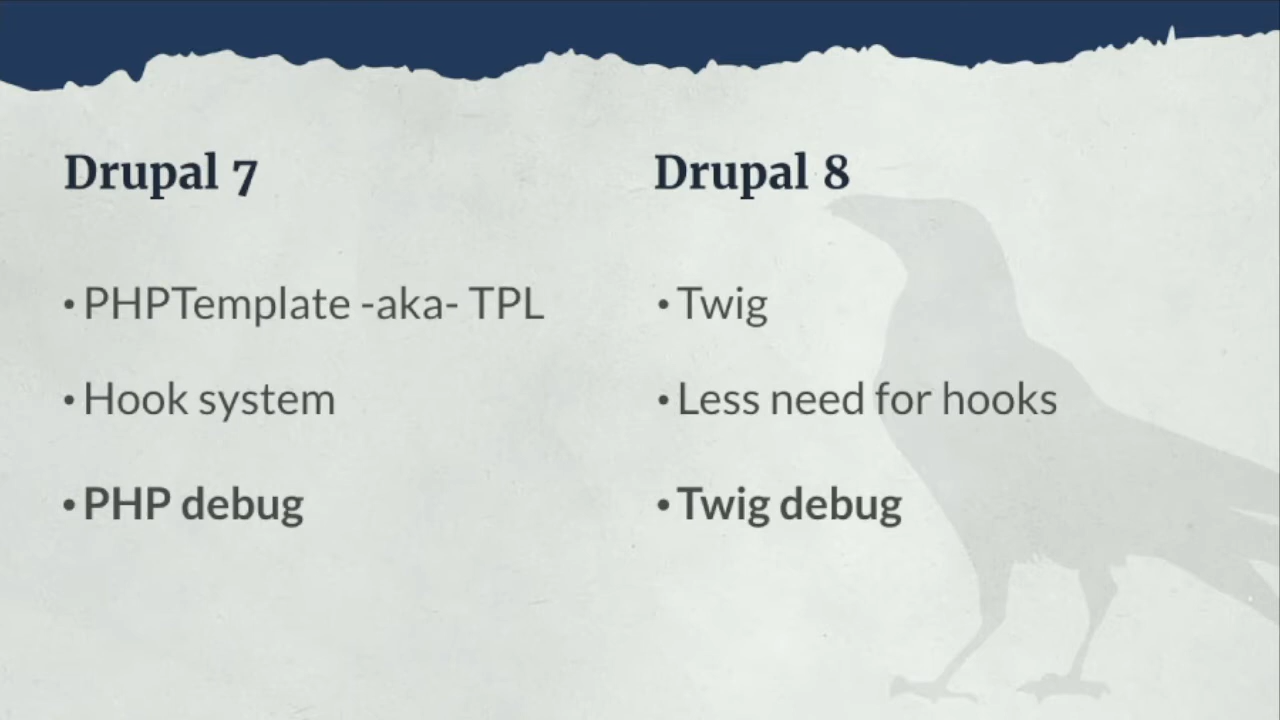 Drupal 7
• PHPTemplate -aka- TPL
• Hook system
• PHP debug
Drupal 8
• Twig
• Less need for hooks
• Twig debug